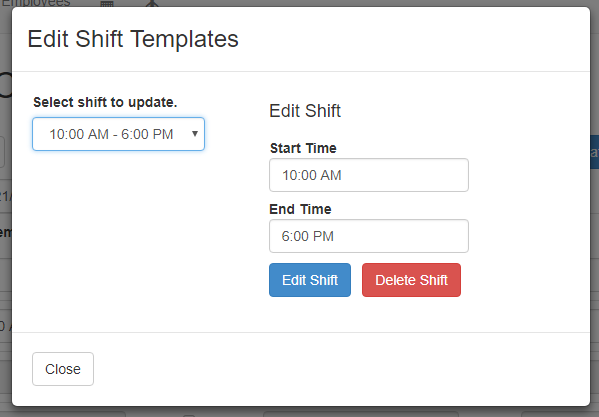 Employees
Edit Shift Templates
Select shift to update.
10:00 AM - 6:00 PM
Edit Shift
Start Time
10:00 AM
End Time
6:00 PM
Edit Shift
Delete Shift
Close